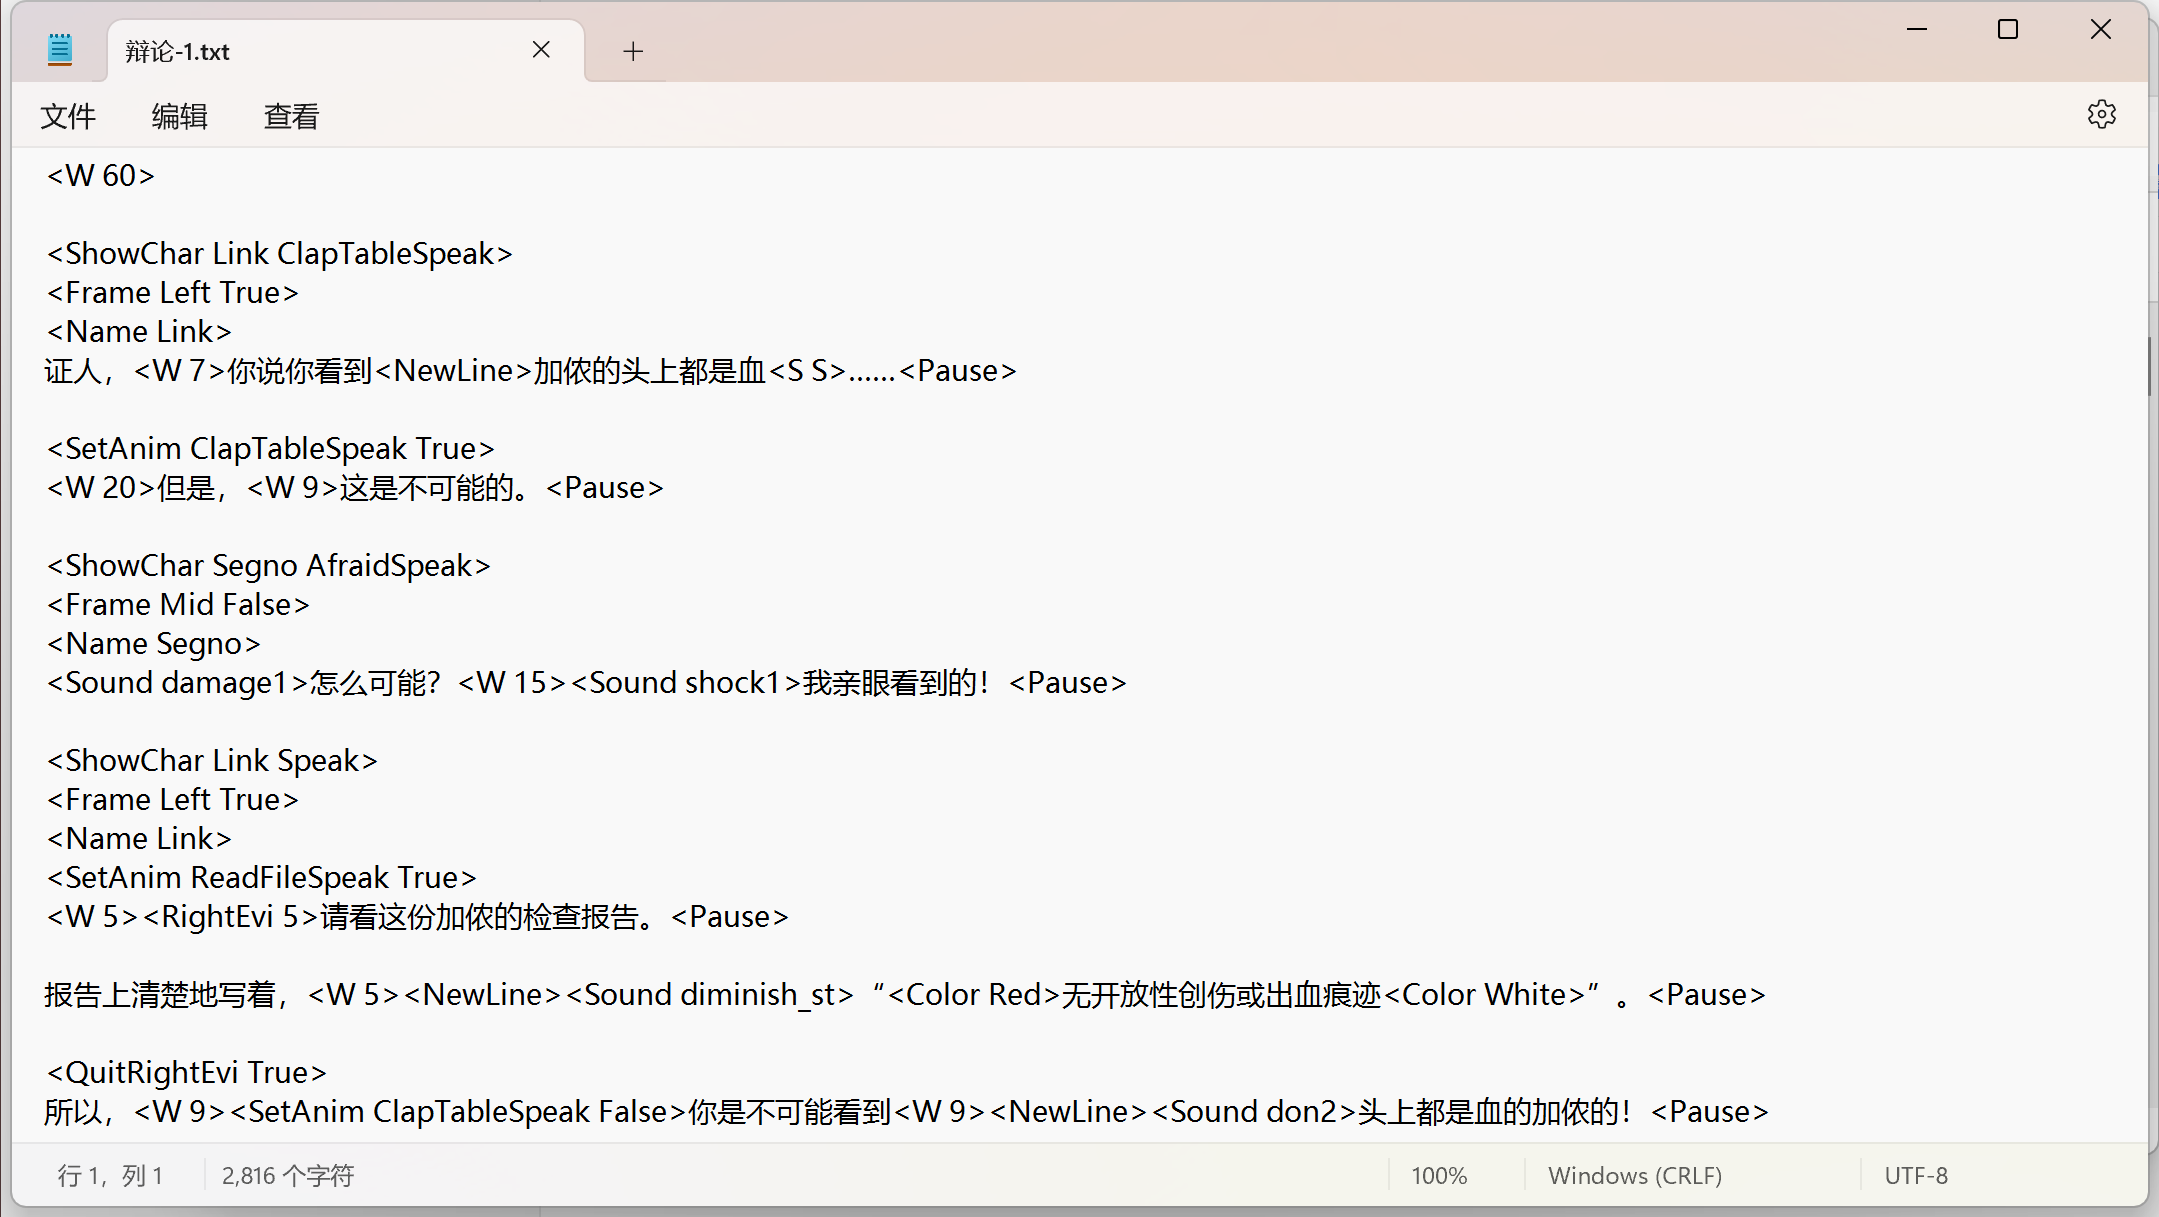 辩论-1.txt
文件 编辑 查看
<W 60>
<ShowChar Link ClapTableSpeak>
<Frame Left True>
<Name Link>
证人，<W 7>你说你看到<NewLine>加侬的头上都是血<S S>……<Pause>
<SetAnim ClapTableSpeak True>
<W 20>但是，<W 9>这是不可能的。<Pause>
<ShowChar Segno AfraidSpeak>
<Frame Mid False>
<Name Segno>
<Sound damage1>怎么可能？<W 15><Sound shock1>我亲眼看到的！<Pause>
<ShowChar Link Speak>
<Frame Left True>
<Name Link>
<SetAnim ReadFileSpeak True>
<W 5><RightEvi 5>请看这份加侬的检查报告。<Pause>
报告上清楚地写着，<W 5><NewLine><Sound diminish_st>“<Color Red>无开放性创伤或出血痕迹<Color White>”。<Pause>
<QuitRightEvi True>
所以，<W 9><SetAnim ClapTableSpeak False>你是不可能看到<W 9><NewLine><Sound don2>头上都是血的加侬的！<Pause>
行 1，列 1 2,816 个字符 100% Windows (CRLF) UTF-8